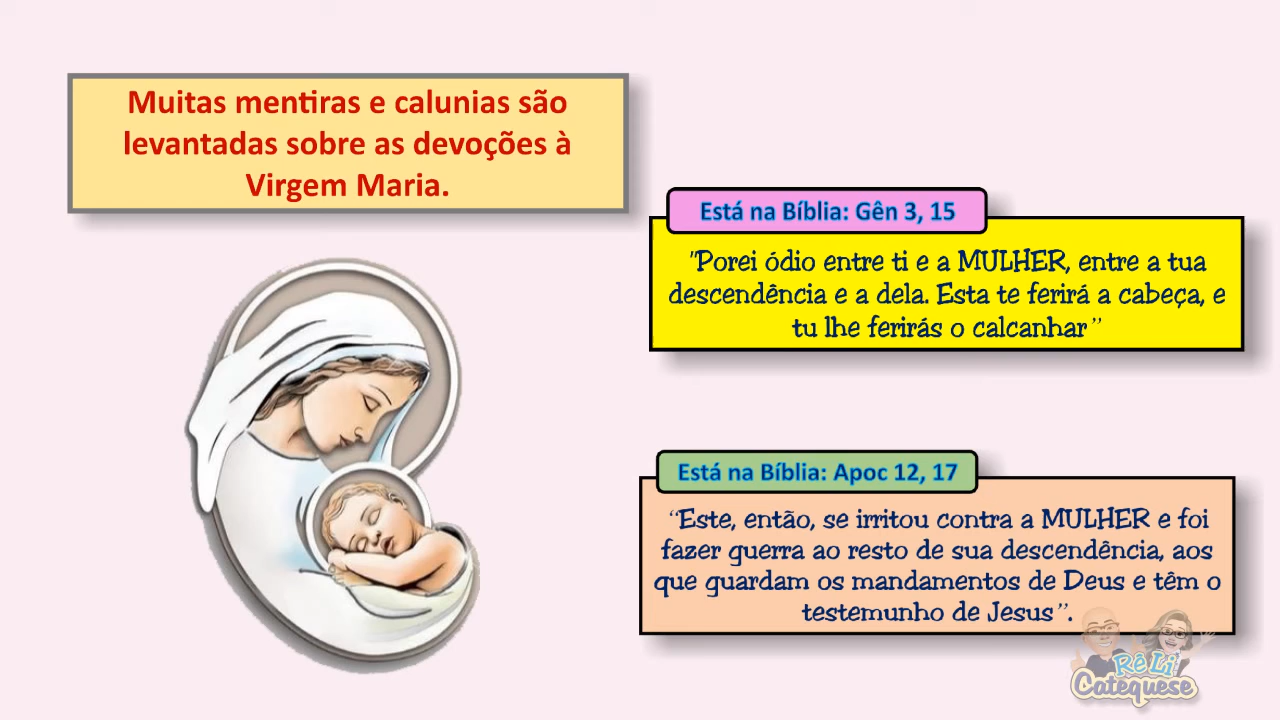 Muitas mentiras e calunias são
levantadas sobre as devoções à
Virgem Maria.
Está na Bíblia: Gên 3, 15
"Porei ódio entre ti e a MULHER, entre a tua
descendência e a dela. Esta te ferirá a cabeça, e
tu lhe ferirás o calcanhar”
Está na Bíblia: Apoc 12, 17
“Este, então, se irritou contra a MULHER e foi
fazer guerra ao resto de sua descendência, aos
que guardam os mandamentos de Deus e têm o
testemunho de Jesus”.
Rê Li
Catequese